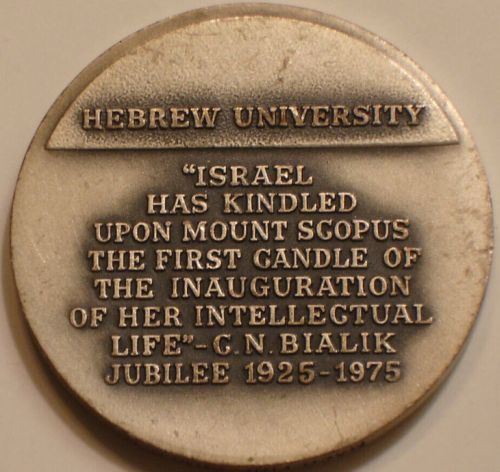 HEBREW UNIVERSITY
"ISRAEL
HAS KINDLED
UPON MOUNT SCOPUS
THE FIRST CANDLE OF
THE INAUGURATION
OF HER INTELLECTUAL
LIFE"-C.N. BIALIK
JUBILEE 1925-1975